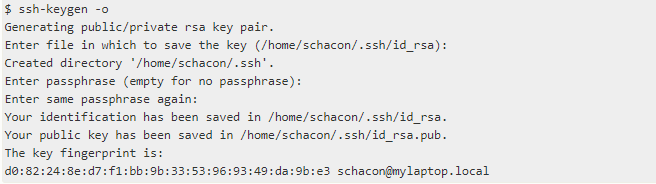 $ ssh-keygen -o
Generating public/private rsa key pair.
Enter file in which to save the key (/home/schacon/.ssh/id_rsa):
Created directory '/home/schacon/.ssh'.
Enter passphrase (empty for no passphrase):
Enter same passphrase again:
Your identification has been saved in /home/schacon/.ssh/id_rsa.
Your public key has been saved in /home/schacon/.ssh/id_rsa.pub.
The key fingerprint is:
d0:82:24:8e:d7:f1:bb:9b:33:53:96:93:49:da:9b:e3 schacon@mylaptop.local